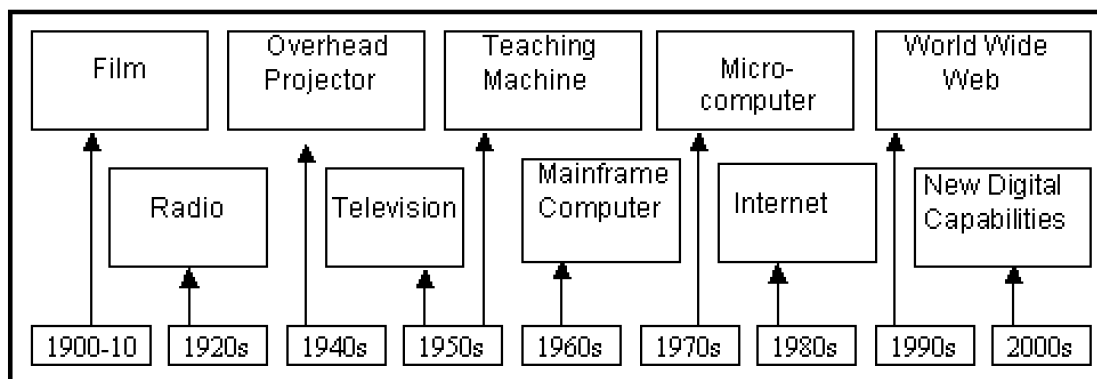 Film
Overhead
Projector
Teaching
Machine
Micro-
computer
World Wide
Web
Radio
Television
Mainframe
Computer
Internet
New Digital
Capabilities
1900-10
1920s
1940s
1950s
1960s
1970s
1980s
1990s
2000s